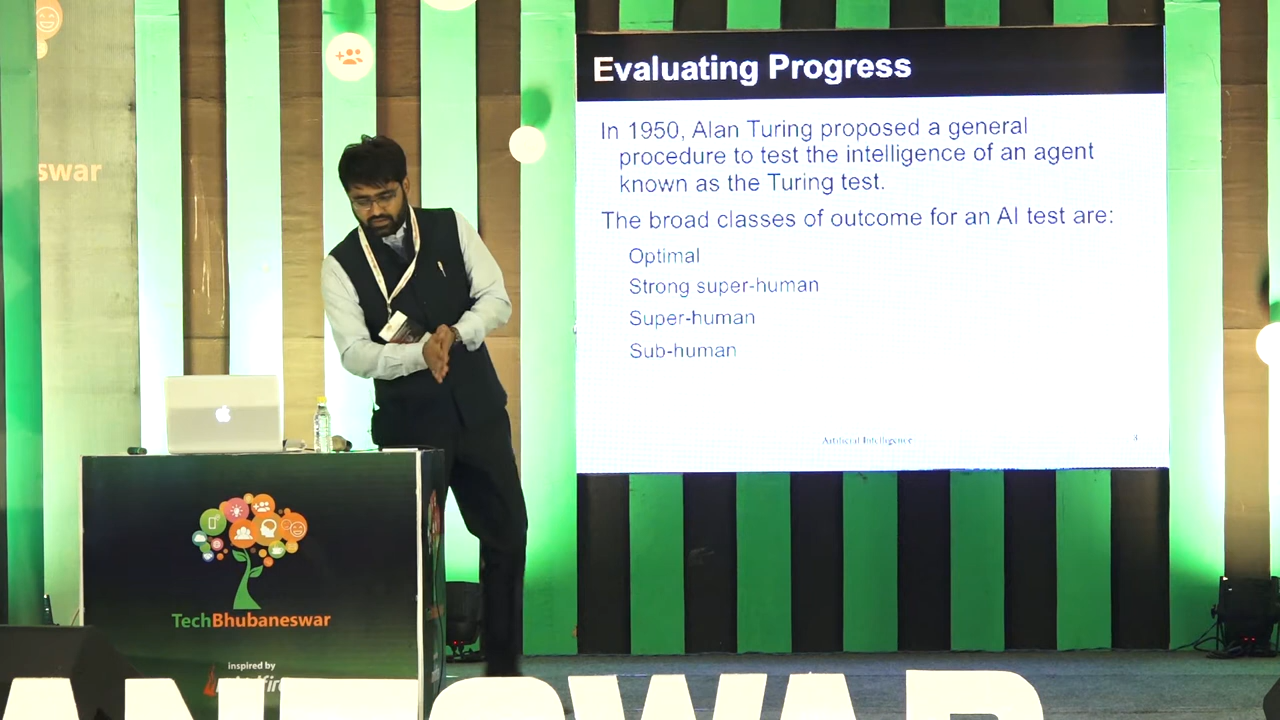 Evaluating Progress
In 1950, Alan Turing proposed a general
procedure to test the intelligence of an agent
known as the Turing test.
The broad classes of outcome for an AI test are:
Optimal
Strong super-human
Super-human
Sub-human
Artificial Intelligence
swar
TechBhubaneswar
inspired by